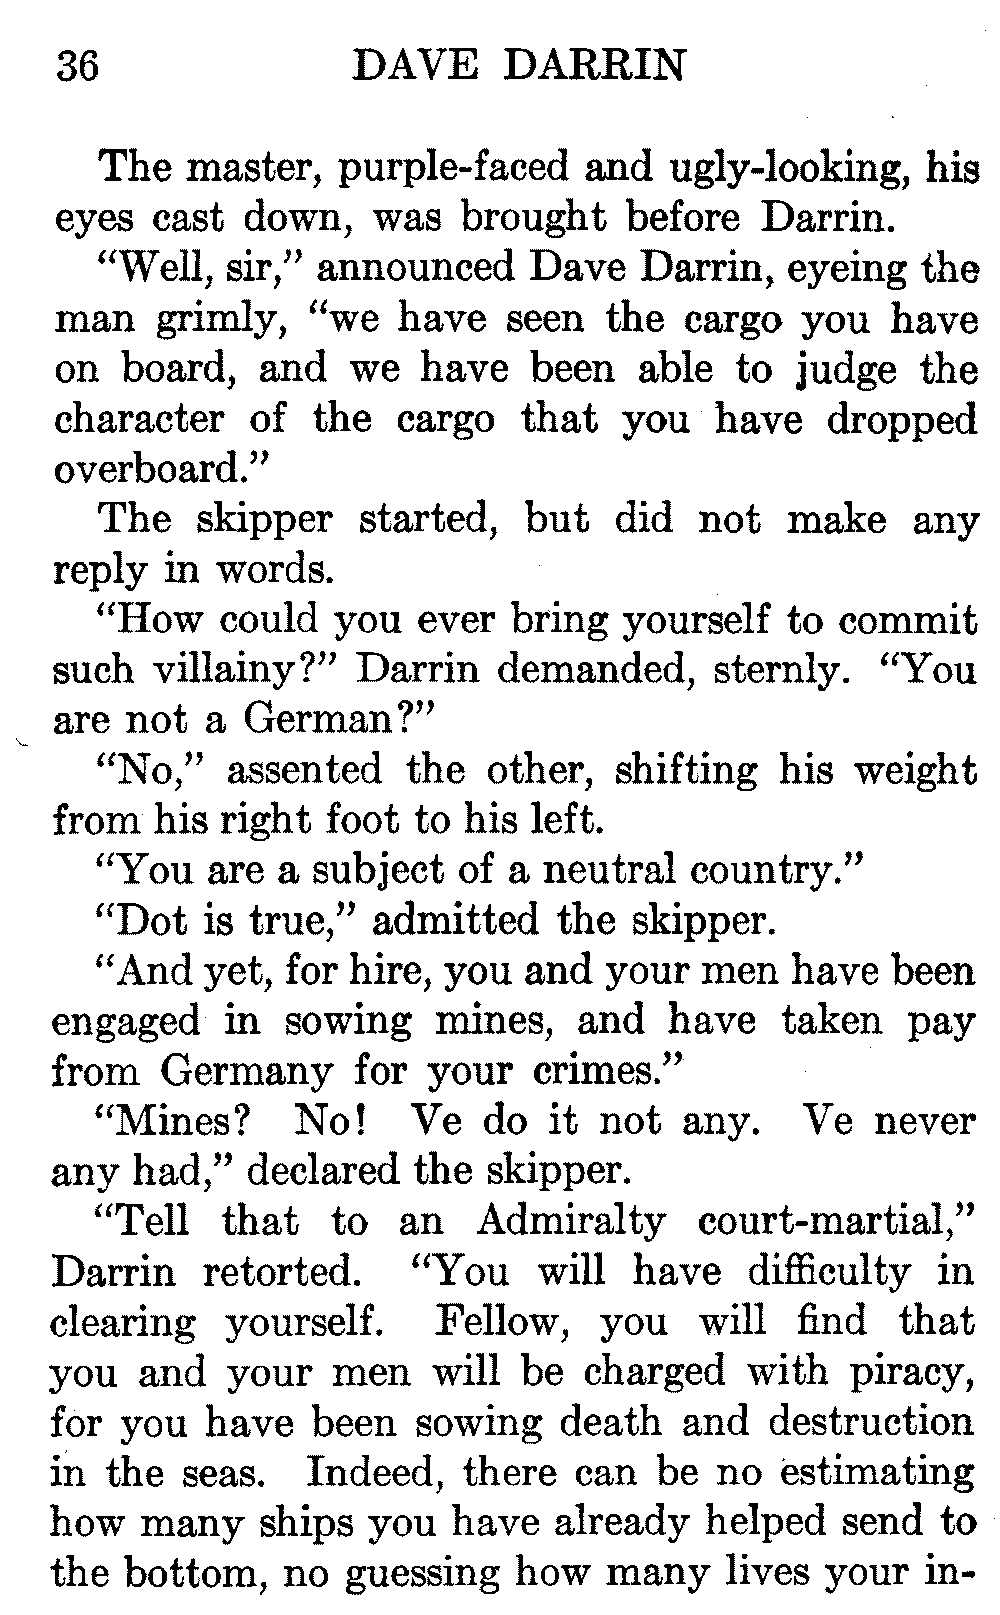 36 DAVE DARRIN
The master, purple-faced and ugly-looking, his
eyes cast down, was brought before Darrin.
“Well, sir,” announced Dave Darrin, eyeing the
man grimly, “we have seen the cargo you have
on board, and we have been able to judge the
character of the cargo that you have dropped
overboard.”
The skipper started, but did not make any
reply in words.
“How could you ever bring yourself to commit
such villainy?” Darrin demanded, sternly. “You
are not a German?”
“No,” assented the other, shifting his weight
from his right foot to his left.
“You are a subject of a neutral country.”
“Dot is true,” admitted the skipper.
“And yet, for hire, you and your men have been
engaged in sowing mines, and have taken pay
from Germany for your crimes.”
“Mines? No! Ve do it not any. Ve never
any had,” declared the skipper.
“Tell that to an Admiralty court-martial,”
Darrin retorted. “You will have difficulty in
clearing yourself. Fellow, you will find that
you and your men will be charged with piracy,
for you have been sowing death and destruction
in the seas. Indeed, there can be no estimating
how many ships you have already helped send to
the bottom, no guessing how many lives your in-